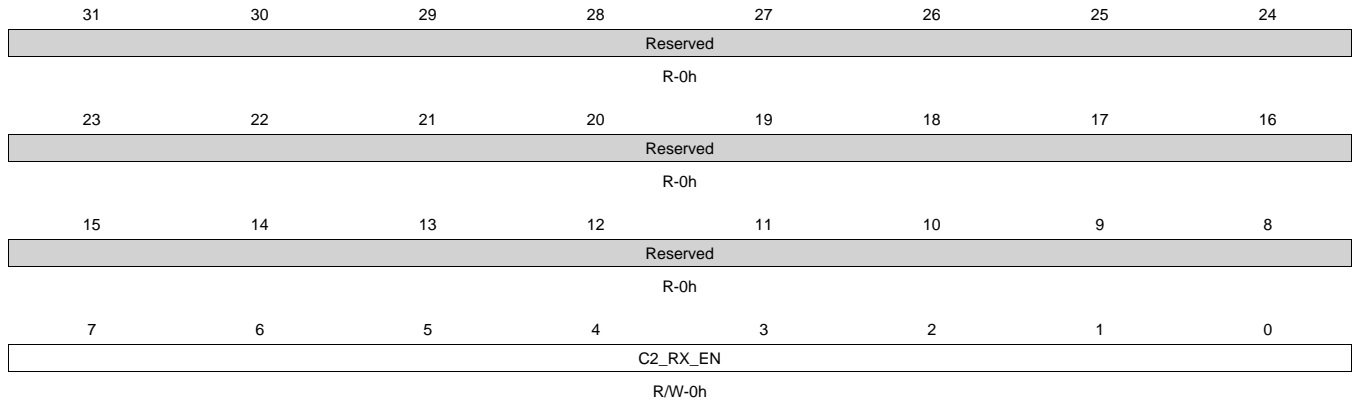 31 30 29 28 27 26 25 24
Reserved
R-0h
23 22 21 20 19 18 17 16
Reserved
R-0h
15 14 13 12 11 10 9 8
Reserved
R-0h
7 6 5 4 3 2 1 0
C2_RX_EN
R/W-0h